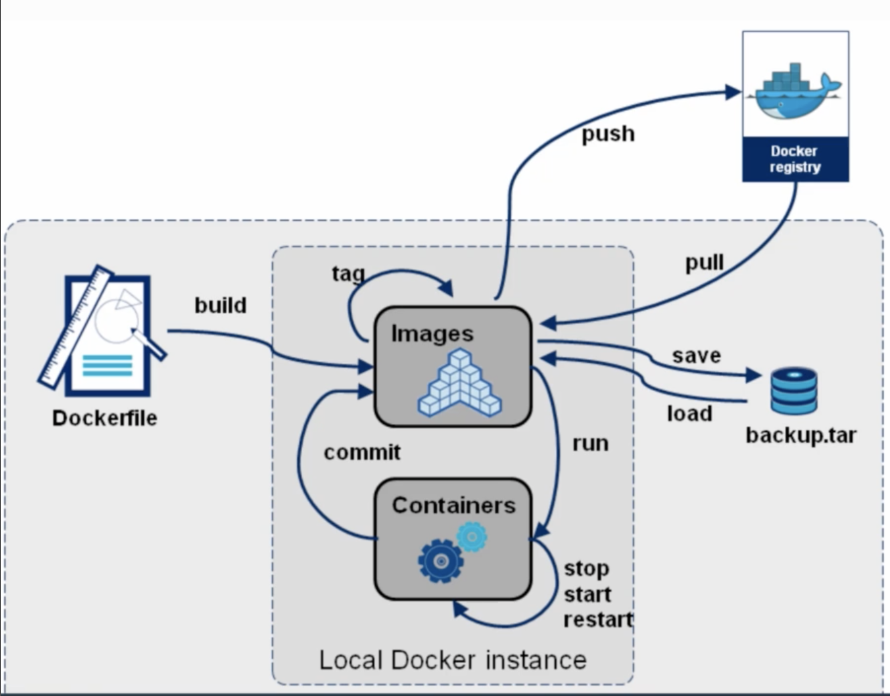 push
Docker
registry
pull
tag
build
Images
save
load
Dockerfile
backup.tar
commit
run
Containers
stop
start
restart
Local Docker instance